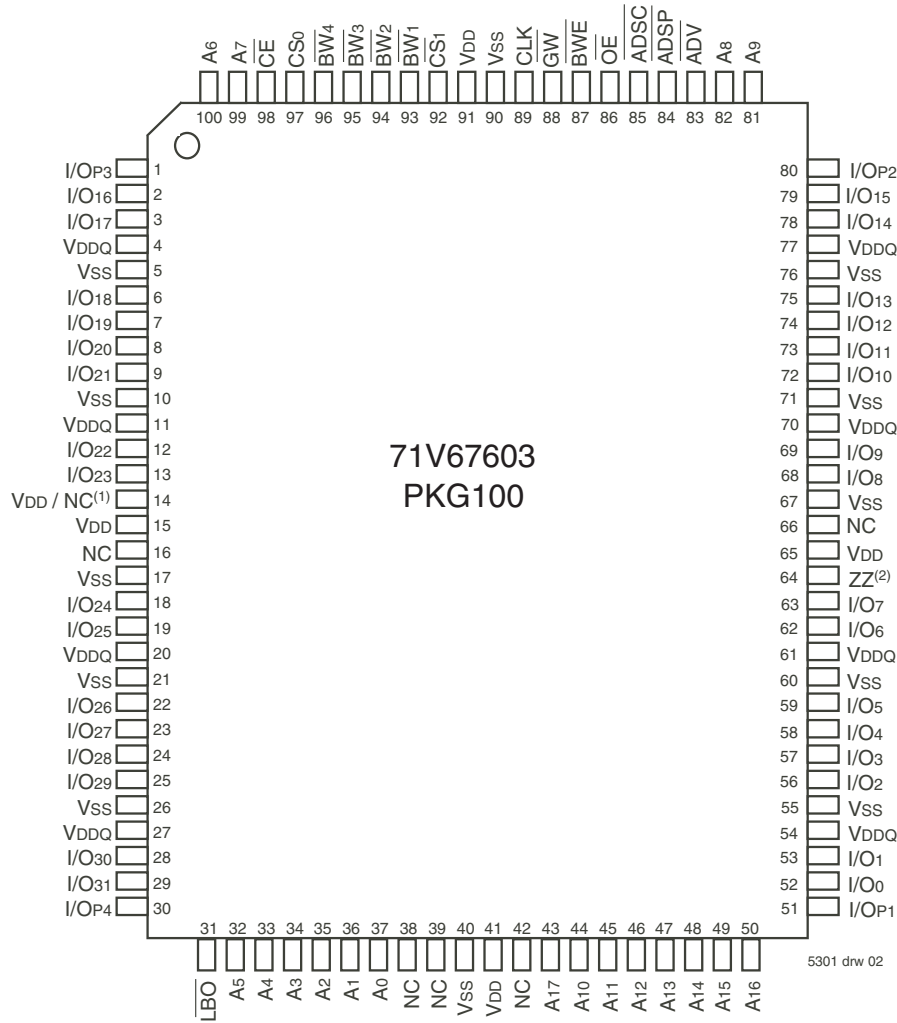 A6 A7 CE CS0 BW4 BW3 BW2 BW1 CS1 VDD VSS CLK GW BWE OE ADSC ADSP ADV A8 A9
100 99 98 97 96 95 94 93 92 91 90 89 88 87 86 85 84 83 82 81
I/OP3 1 80 I/OP2
I/O16 2 79 I/O15
I/O17 3 78 I/O14
VDDQ 4 77 VDDQ
VSS 5 76 VSS
I/O18 6 75 I/O13
I/O19 7 74 I/O12
I/O20 8 73 I/O11
I/O21 9 72 I/O10
VSS 10 71 VSS
VDDQ 11 70 VDDQ
I/O22 12 69 I/O9
71V67603
I/O23 13 68 I/O8
PKG100
VDD / NC(1) 14 67 VSS
VDD 15 66 NC
NC 16 65 VDD
VSS 17 64 ZZ(2)
I/O24 18 63 I/O7
I/O25 19 62 I/O6
VDDQ 20 61 VDDQ
VSS 21 60 VSS
I/O26 22 59 I/O5
I/O27 23 58 I/O4
I/O28 24 57 I/O3
I/O29 25 56 I/O2
VSS 26 55 VSS
VDDQ 27 54 VDDQ
I/O30 28 53 I/O1
I/O31 29 52 I/O0
I/OP4 30 51 I/OP1
31 32 33 34 35 36 37 38 39 40 41 42 43 44 45 46 47 48 49 50
LBO A5 A4 A3 A2 A1 A0 NC NC VSS VDD NC A17 A10 A11 A12 A13 A14 A15 A16
5301 drw 02